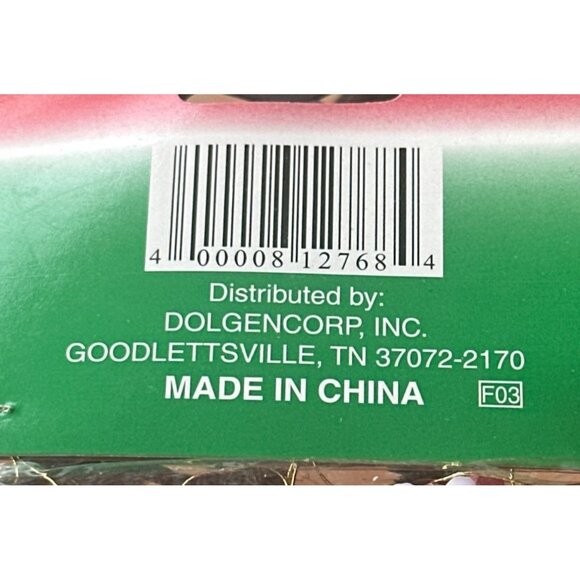 4 00008 12768 4
Distributed by:
DOLGENCORP, INC.
GOODLETTSVILLE, TN 37072-2170
MADE IN CHINA F03